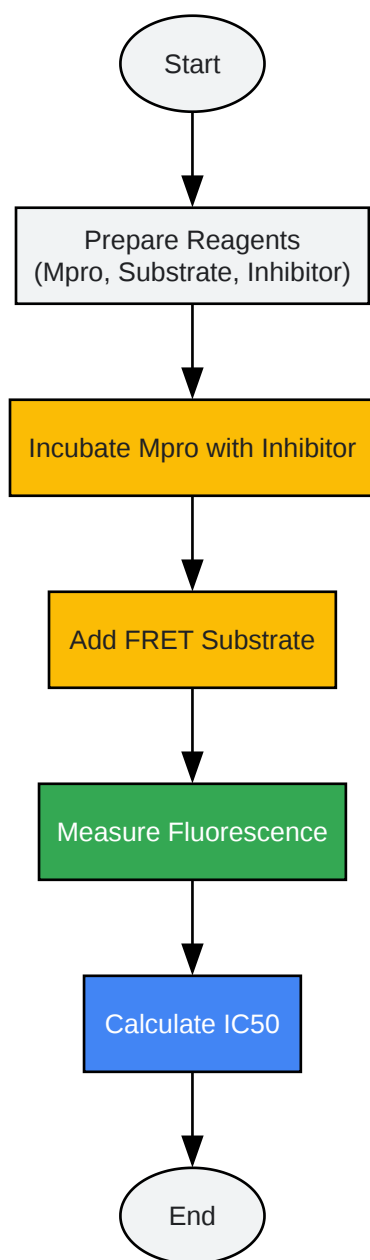 Start
Prepare Reagents
(Mpro, Substrate, Inhibitor)
Incubate Mpro with Inhibitor
Add FRET Substrate
Measure Fluorescence
Calculate IC50
End